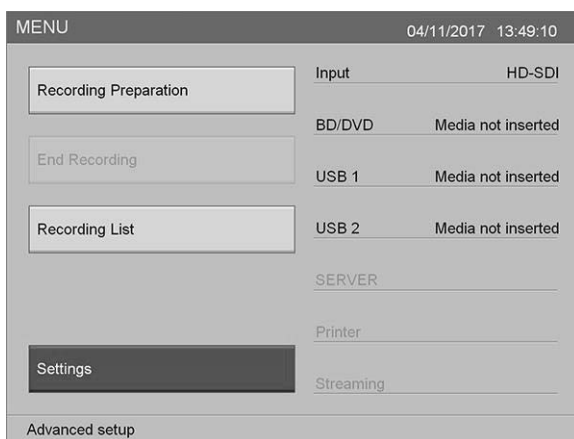 MENU 04/11/2017 13:49:10
Recording Preparation
End Recording
Recording List
Settings
Input HD-SDI
BD/DVD Media not inserted
USB 1 Media not inserted
USB 2 Media not inserted
SERVER
Printer
Streaming
Advanced setup